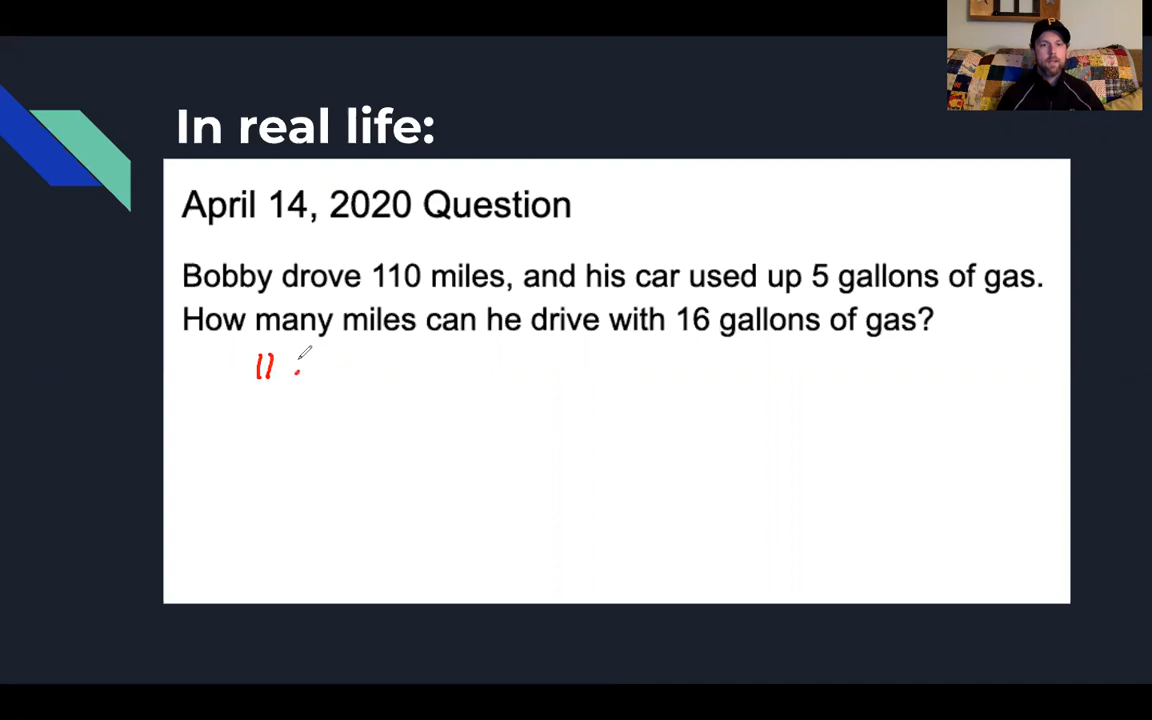 P
In real life:
April 14, 2020 Question
Bobby drove 110 miles, and his car used up 5 gallons of gas.
How many miles can he drive with 16 gallons of gas?
11 .